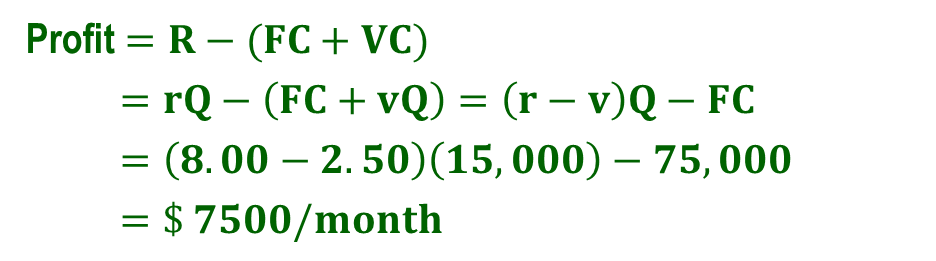 Profit = R − (FC + VC)
= rQ − (FC + vQ) = (r − v)Q − FC
= (8.00 − 2.50)(15,000) − 75,000
= $ 7500/month